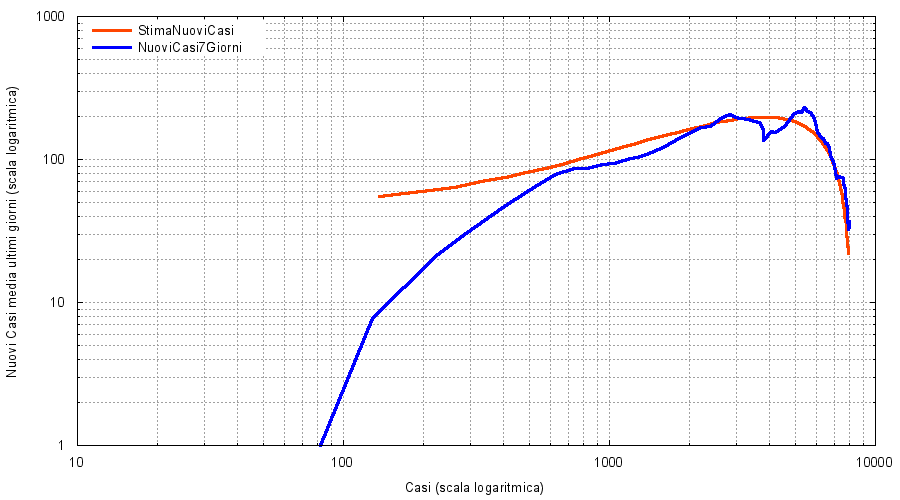 1000
StimaNuoviCasi
NuoviCasi7Giorni
100
10
1
Nuovi Casi media ultimi giorni (scala logaritmica)
10 100 1000 10000
Casi (scala logaritmica)